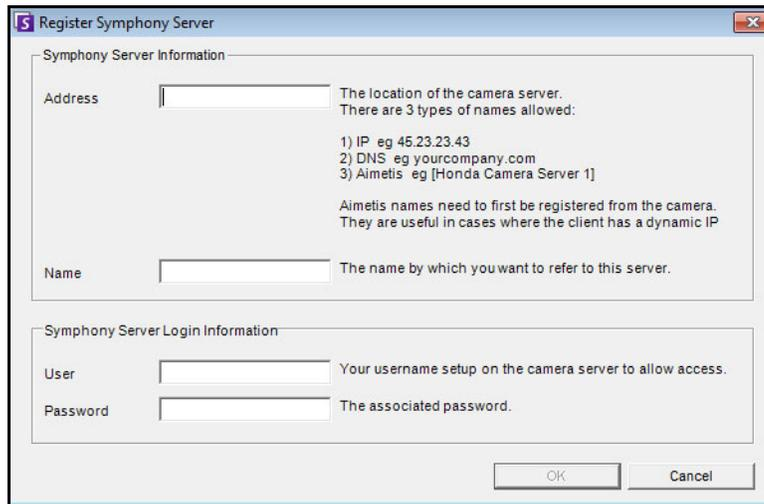 Register Symphony Server
Symphony Server Information
Address
The location of the camera server.
There are 3 types of names allowed:
1) IP eg 45.23.23.43
2) DNS eg yourcompany.com
3) Aimetis eg [Honda Camera Server 1]
Aimetis names need to first be registered from the camera.
They are useful in cases where the client has a dynamic IP
Name
The name by which you want to refer to this server.
Symphony Server Login Information
User
Your username setup on the camera server to allow access.
Password
The associated password.
OK
Cancel